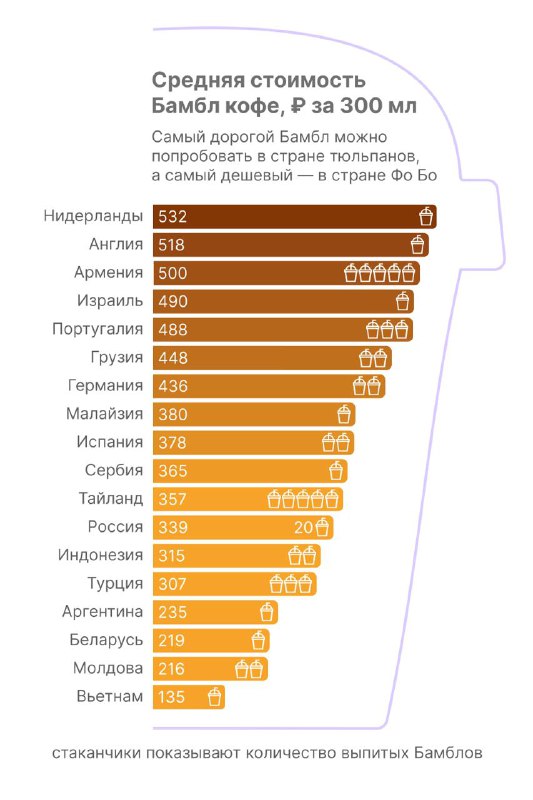 Средняя стоимость
Бамбл кофе, ₽ за 300 мл
Самый дорогой Бамбл можно
попробовать в стране тюльпанов,
а самый дешевый — в стране Фо Бо
Нидерланды 532
Англия 518
Армения 500
Израиль 490
Португалия 488
Грузия 448
Германия 436
Малайзия 380
Испания 378
Сербия 365
Тайланд 357
Россия 339 20
Индонезия 315
Турция 307
Аргентина 235
Беларусь 219
Молдова 216
Вьетнам 135
стаканчики показывают количество выпитых Бамблов